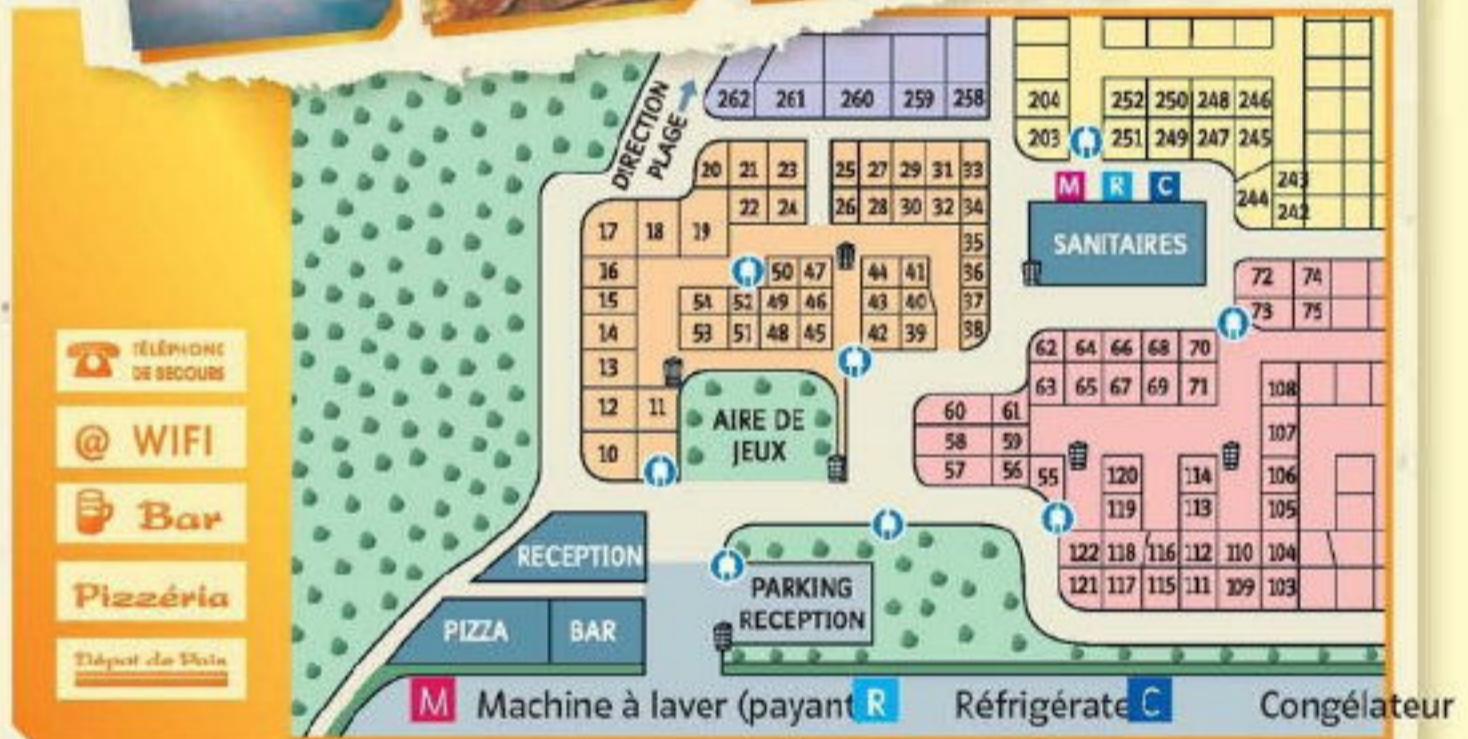 262 261 260 259 258
204 252 250 248 246
203 251 249 247 245
DIRECTION
PLAGE
20 21 23 25 27 29 31 33
22 24 26 28 30 32 34
M R C
243
244 242
17 18 19
SANITAIRES
35
16 50 47 44 41 36
72 74
15 54 52 49 46 43 40 37
73 75
14 53 51 48 45 42 39 38
62 64 66 68 70
13
63 65 67 69 71 108
12 11
AIRE DE
JEUX
60 61
107
10
58 59
57 56 55 120 114 106
119 113 105
122 118 116 112 110 104
121 117 115 111 109 103
RECEPTION
PARKING
RECEPTION
PIZZA BAR
TÉLÉPHONE
DE SECOURS
@ WIFI
Bar
Pizzéria
Dépot de Pain
M Machine à laver (payant R Réfrigérate C Congélateur